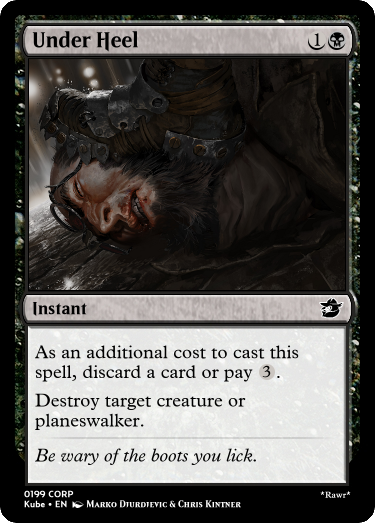 Under Heel 1
Instant
As an additional cost to cast this
spell, discard a card or pay 3.
Destroy target creature or
planeswalker.
Be wary of the boots you lick.
0199 CORP
Kube • EN Marko Djurdjevic & Chris Kintner
*Rawr*